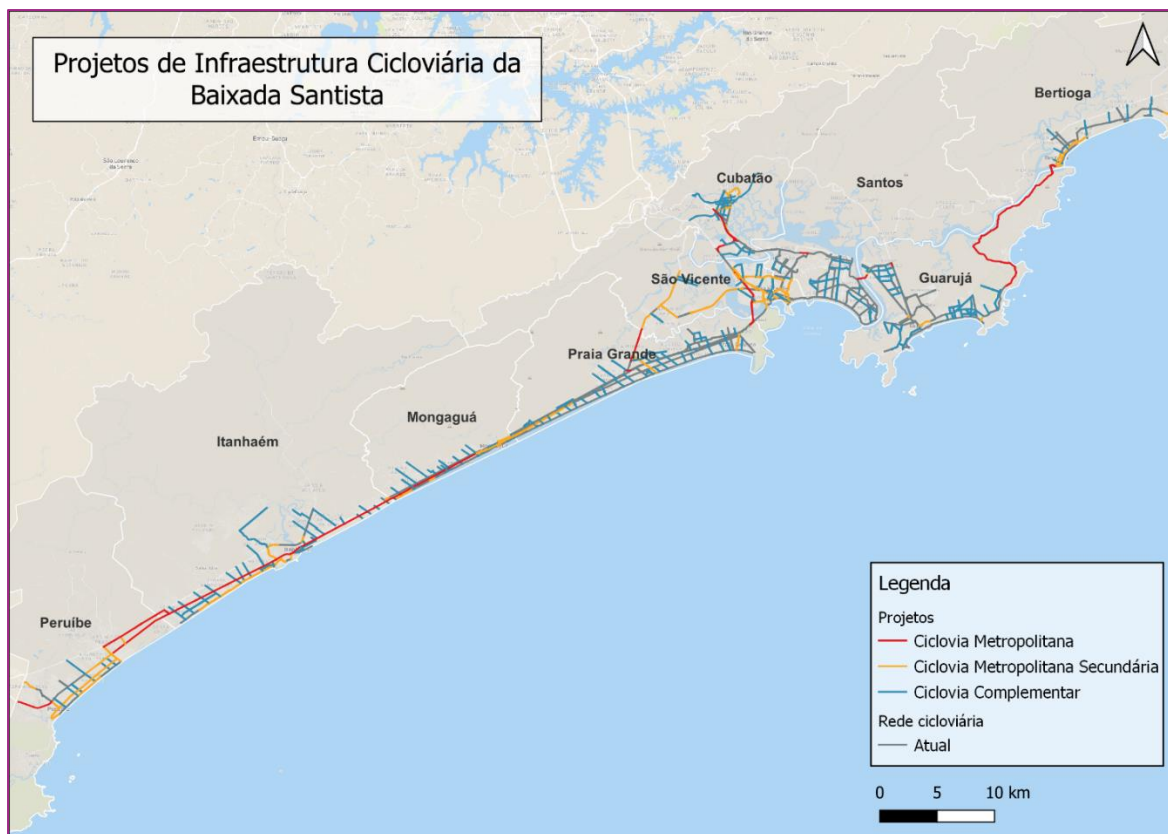 Projetos de Infraestrutura Cicloviária da
Baixada Santista
Bertioga
Cubatão
Santos
São Vicente
Guarujá
Praia Grande
Mongaguá
Itanhaém
Peruíbe
Legenda
Projetos
Ciclovia Metropolitana
Ciclovia Metropolitana Secundária
Ciclovia Complementar
Rede cicloviária
Atual
0 5 10 km